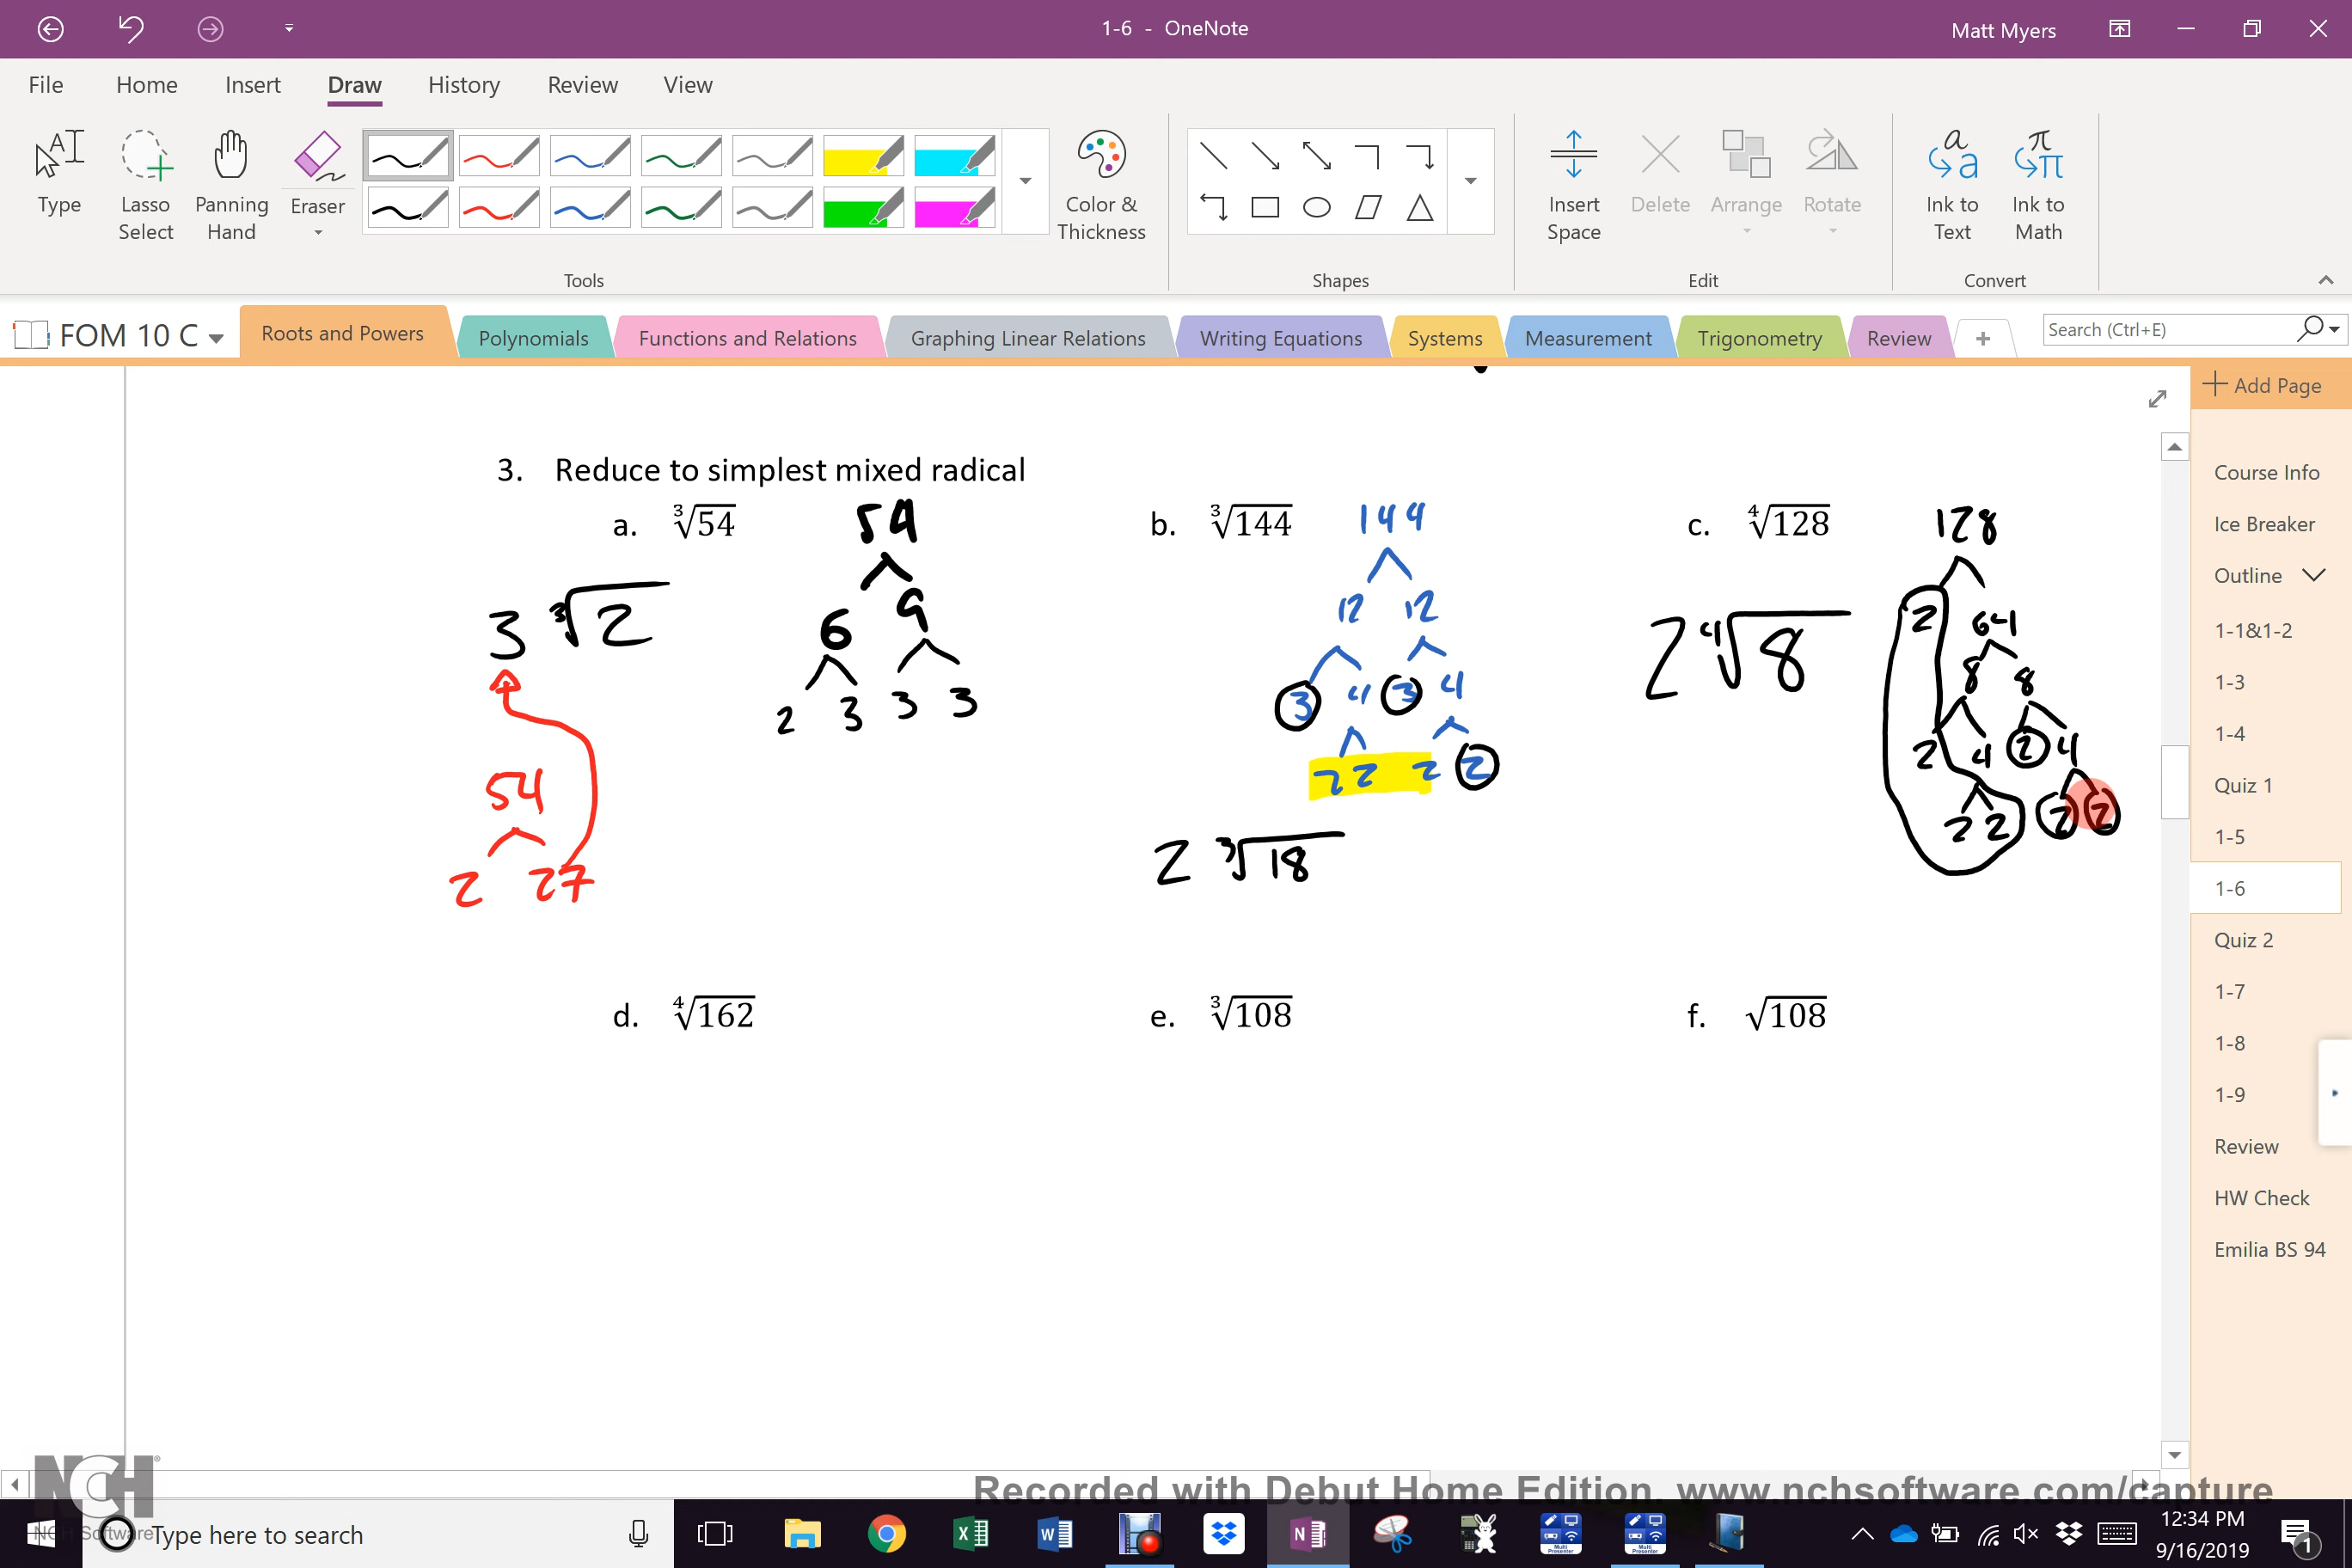 1-6 - OneNote
Matt Myers
File Home Insert Draw History Review View
Type
Lasso Select
Panning Hand
Eraser
Color & Thickness
Insert Space
Delete
Arrange
Rotate
Ink to Text
Ink to Math
Tools
Shapes
Edit
Convert
FOM 10 C
Roots and Powers
Polynomials
Functions and Relations
Graphing Linear Relations
Writing Equations
Systems
Measurement
Trigonometry
Review
Search (Ctrl+E)
Add Page
3. Reduce to simplest mixed radical
a. ∛54
54
6 9
2 3 3 3
3 ∛2
54
2 27
b. ∛144
144
12 12
3 4 3 4
2 2 2 2
2 ∛18
c. ∜128
128
2 64
8 8
2 4 2 4
2 2 2 2
2 ∜8
d. ∜162
e. ∛108
f. √108
Course Info
Ice Breaker
Outline
1-1&1-2
1-3
1-4
Quiz 1
1-5
1-6
Quiz 2
1-7
1-8
1-9
Review
HW Check
Emilia BS 94
NCH®
NCH Software
Recorded with Debut Home Edition. www.nchsoftware.com/capture
Type here to search
12:34 PM
9/16/2019
1